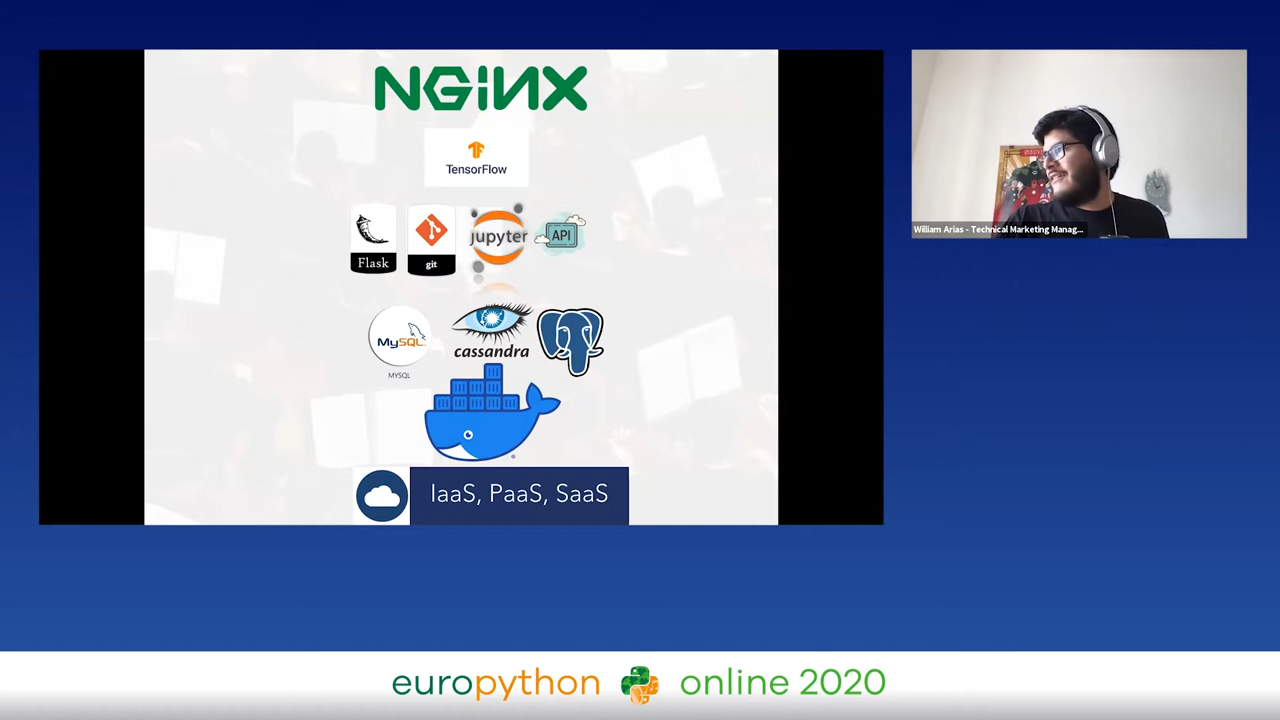 NGiNX
TensorFlow
Flask
git
jupyter
API
MySQL
MYSQL
cassandra
IaaS, PaaS, SaaS
William Arias - Technical Marketing Manag...
europython online 2020